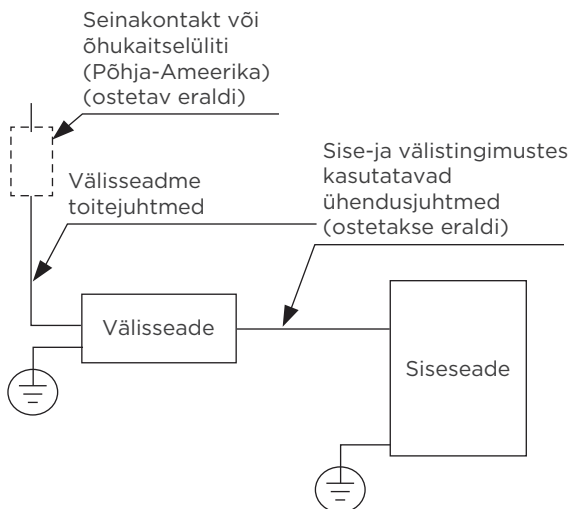 Seinakontakt või
õhukaitselüliti
(Põhja-Ameerika)
(ostetav eraldi)
Sise-ja välistingimustes
kasutatavad
ühendusjuhtmed
(ostetakse eraldi)
Välisseadme
toitejuhtmed
Välisseade
Siseseade